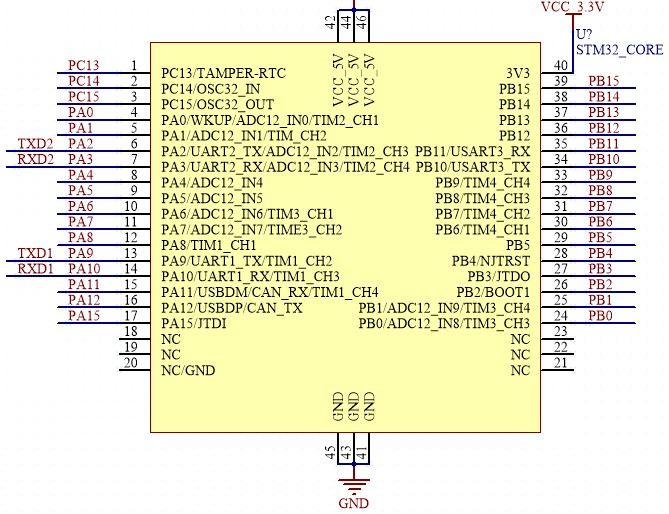 VCC_3.3V
42 44 46
U?
STM32_CORE
VCC_5V VCC_5V VCC_5V
PC13 1 PC13/TAMPER-RTC 3V3 40
PC14 2 PC14/OSC32_IN PB15 39 PB15
PC15 3 PC15/OSC32_OUT PB14 38 PB14
PA0 4 PA0/WKUP/ADC12_IN0/TIM2_CH1 PB13 37 PB13
PA1 5 PA1/ADC12_IN1/TIM_CH2 PB12 36 PB12
TXD2 PA2 6 PA2/UART2_TX/ADC12_IN2/TIM2_CH3 PB11/USART3_RX 35 PB11
RXD2 PA3 7 PA3/UART2_RX/ADC12_IN3/TIM2_CH4 PB10/USART3_TX 34 PB10
PA4 8 PA4/ADC12_IN4 PB9/TIM4_CH4 33 PB9
PA5 9 PA5/ADC12_IN5 PB8/TIM4_CH3 32 PB8
PA6 10 PA6/ADC12_IN6/TIM3_CH1 PB7/TIM4_CH2 31 PB7
PA7 11 PA7/ADC12_IN7/TIME3_CH2 PB6/TIM4_CH1 30 PB6
PA8 12 PA8/TIM1_CH1 PB5 29 PB5
TXD1 PA9 13 PA9/UART1_TX/TIM1_CH2 PB4/NJTRST 28 PB4
RXD1 PA10 14 PA10/UART1_RX/TIM1_CH3 PB3/JTDO 27 PB3
PA11 15 PA11/USBDM/CAN_RX/TIM1_CH4 PB2/BOOT1 26 PB2
PA12 16 PA12/USBDP/CAN_TX PB1/ADC12_IN9/TIM3_CH4 25 PB1
PA15 17 PA15/JTDI PB0/ADC12_IN8/TIM3_CH3 24 PB0
18 NC NC 23
19 NC NC 22
20 NC/GND NC 21
GND GND GND
45 43 41
GND